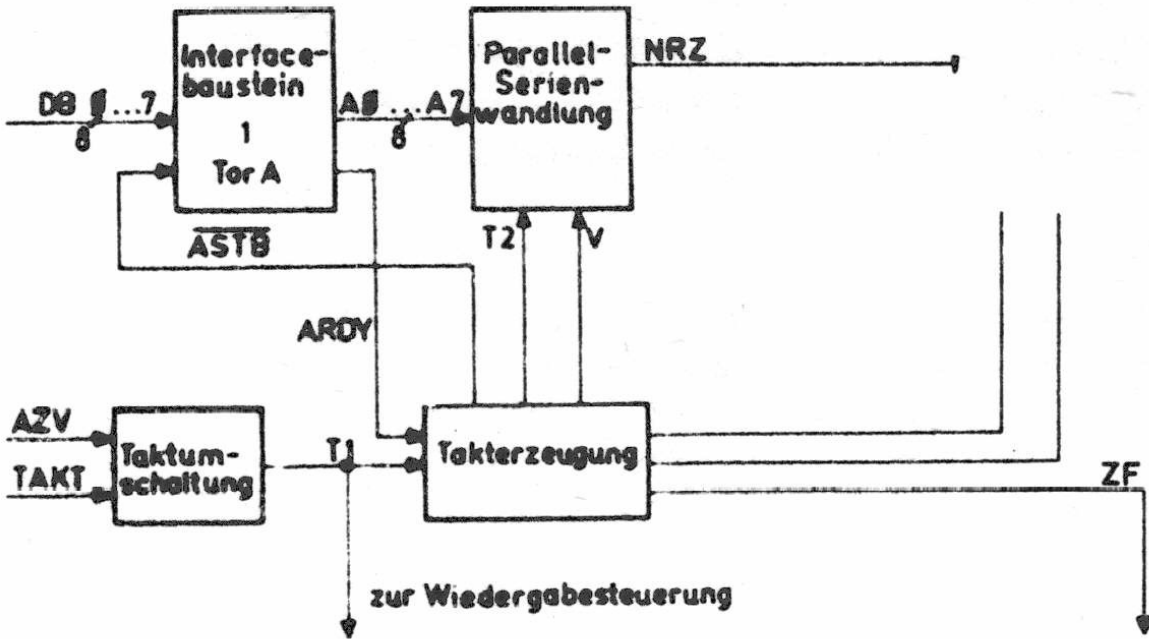 Interface-
baustein
1
Tor A
Parallel-
Serien-
wandlung
NRZ
DB 0...7
8
A0...A7
8
ASTB
T2
V
ARDY
AZV
TAKT
Taktum-
schaltung
T1
Takterzeugung
ZF
zur Wiedergabesteuerung